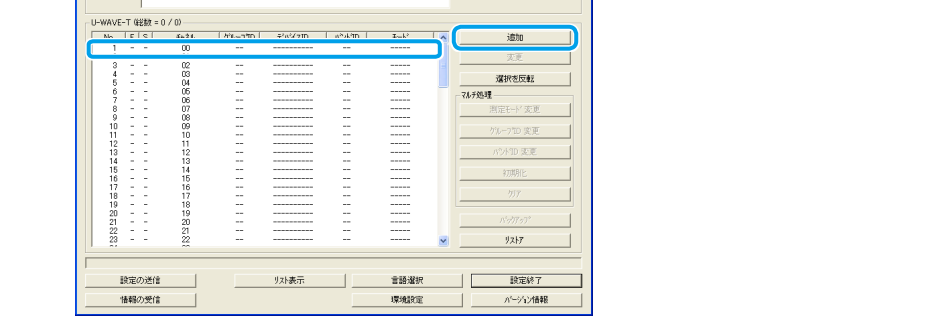 U-WAVE-T (総数 = 0 / 0)
No. F S チャネル グループID デバイスID バンドID モード
1 - - 00 -- ---------- -- -----
3 - - 02 -- ---------- -- -----
4 - - 03 -- ---------- -- -----
5 - - 04 -- ---------- -- -----
6 - - 05 -- ---------- -- -----
7 - - 06 -- ---------- -- -----
8 - - 07 -- ---------- -- -----
9 - - 08 -- ---------- -- -----
10 - - 09 -- ---------- -- -----
11 - - 10 -- ---------- -- -----
12 - - 11 -- ---------- -- -----
13 - - 12 -- ---------- -- -----
14 - - 13 -- ---------- -- -----
15 - - 14 -- ---------- -- -----
16 - - 15 -- ---------- -- -----
17 - - 16 -- ---------- -- -----
18 - - 17 -- ---------- -- -----
19 - - 18 -- ---------- -- -----
20 - - 19 -- ---------- -- -----
21 - - 20 -- ---------- -- -----
22 - - 21 -- ---------- -- -----
23 - - 22 -- ---------- -- -----
追加
変更
選択を反転
マルチ処理
測定モード変更
グループID 変更
バンドID 変更
初期化
クリア
バックアップ
リストア
設定の送信 リスト表示 言語選択 設定終了
情報の受信 環境設定 バージョン情報